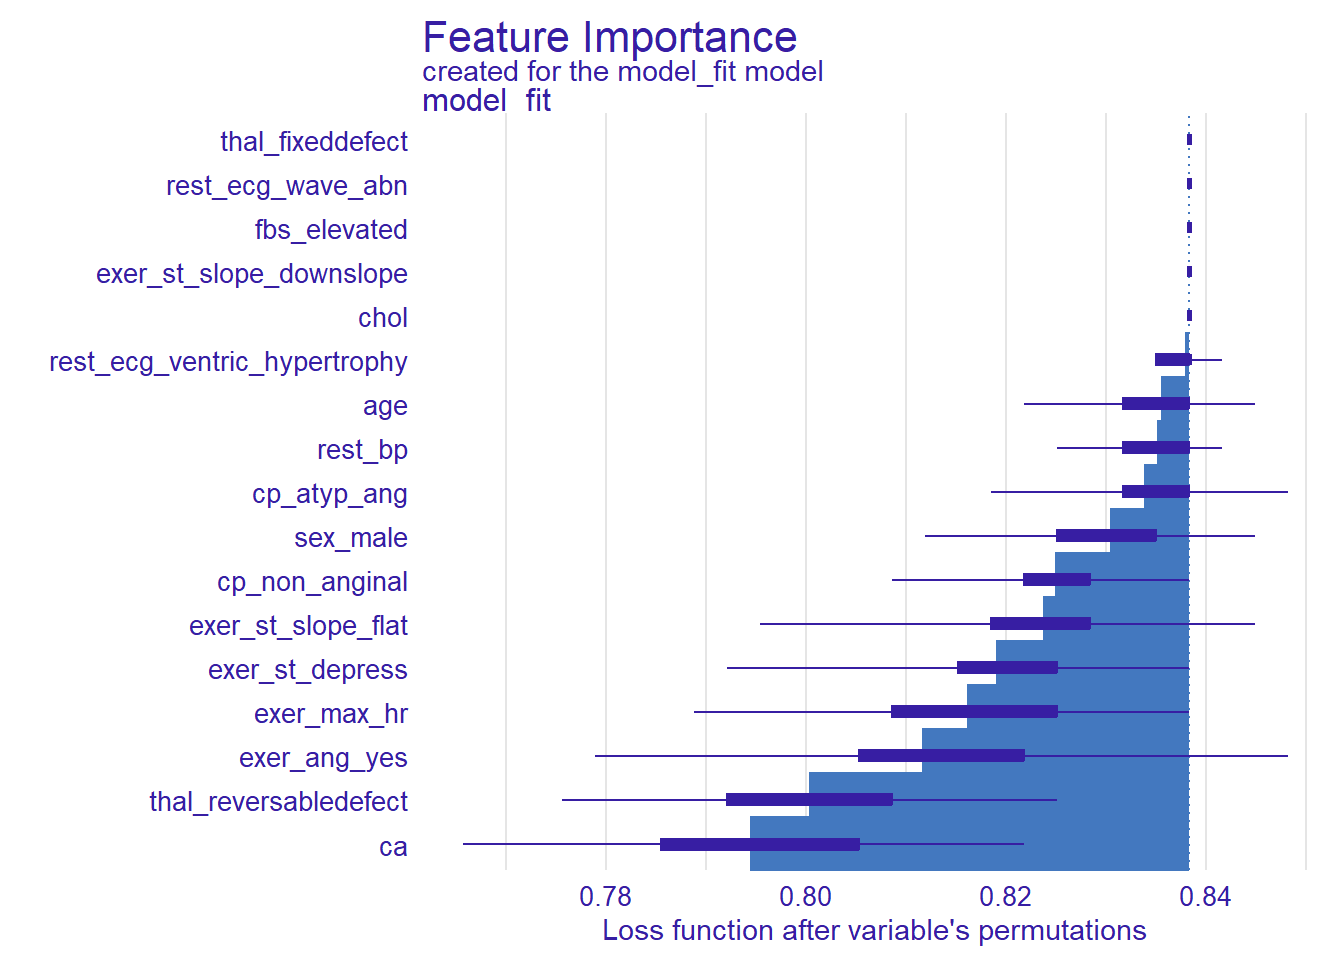 Feature Importance
created for the model_fit model
model_fit
thal_fixeddefect
rest_ecg_wave_abn
fbs_elevated
exer_st_slope_downslope
chol
rest_ecg_ventric_hypertrophy
age
rest_bp
cp_atyp_ang
sex_male
cp_non_anginal
exer_st_slope_flat
exer_st_depress
exer_max_hr
exer_ang_yes
thal_reversabledefect
ca
0.78 0.80 0.82 0.84
Loss function after variable's permutations